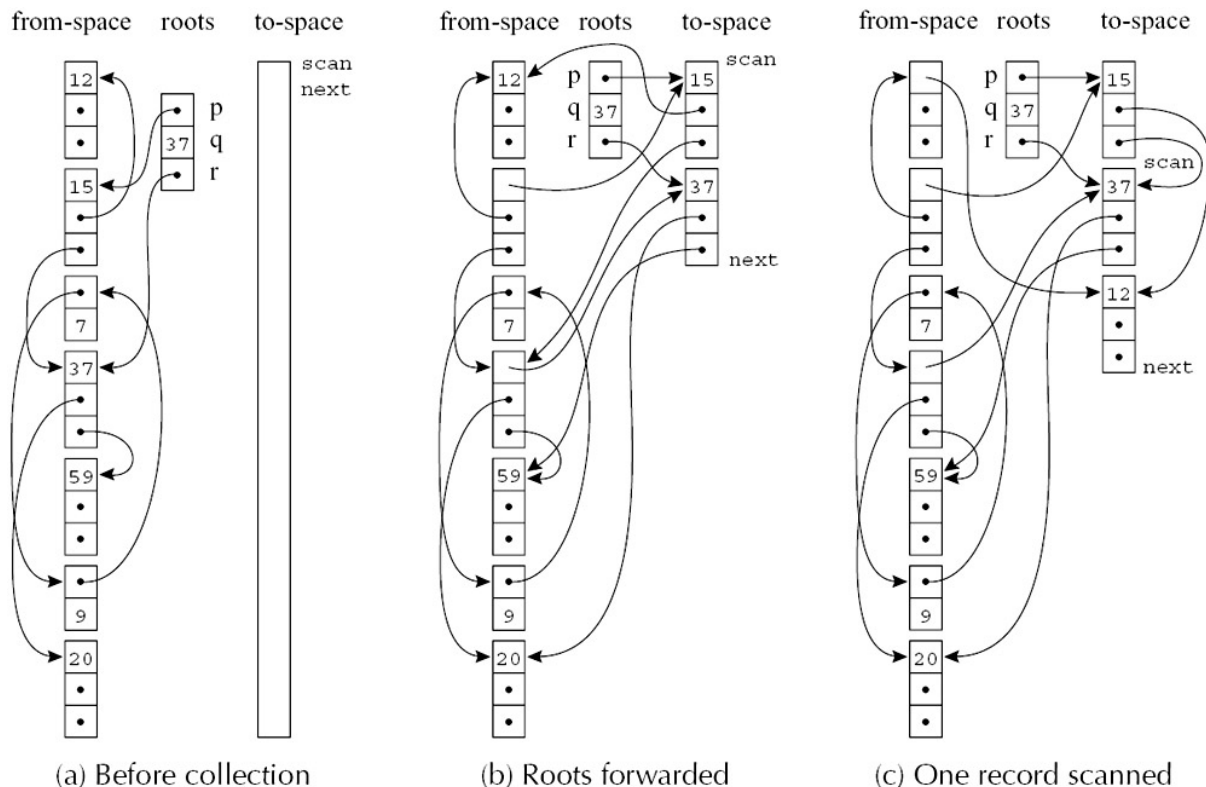 from-space roots to-space
scan
next
12
p
37 q
r
15
7
37
59
9
20
(a) Before collection
from-space roots to-space
scan
12 p 15
q 37
r
37
next
7
59
9
20
(b) Roots forwarded
from-space roots to-space
p 15
q 37
r
scan
37
12
7
next
59
9
20
(c) One record scanned